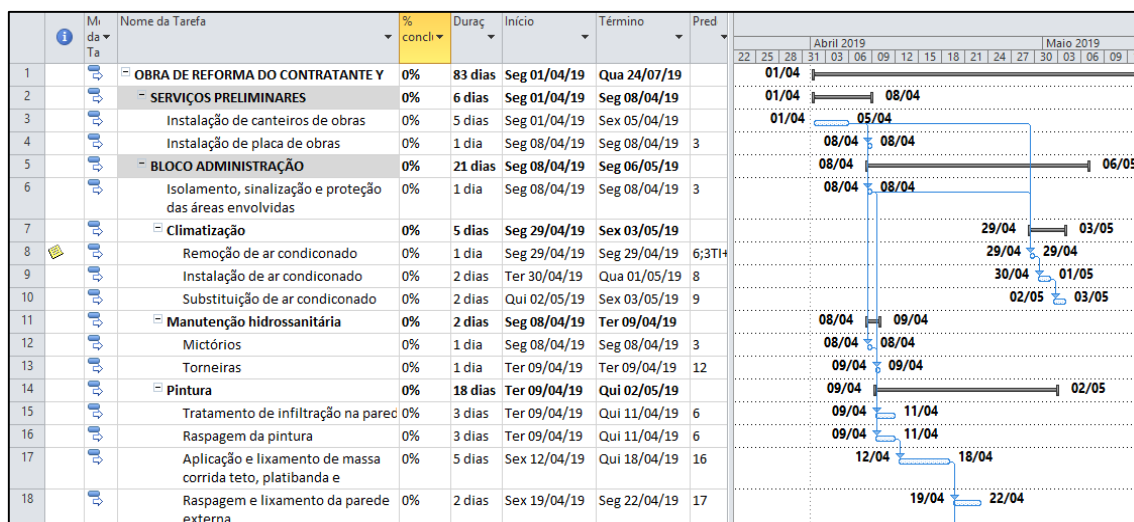 Mo
da
Ta
Nome da Tarefa
%
conclu
Duraç
Início
Término
Pred
Abril 2019
Maio 2019
22 25 28 31 03 06 09 12 15 18 21 24 27 30 03 06 09
1 OBRA DE REFORMA DO CONTRATANTE Y 0% 83 dias Seg 01/04/19 Qua 24/07/19 01/04
2 SERVIÇOS PRELIMINARES 0% 6 dias Seg 01/04/19 Seg 08/04/19 01/04 08/04
3 Instalação de canteiros de obras 0% 5 dias Seg 01/04/19 Sex 05/04/19 01/04 05/04
4 Instalação de placa de obras 0% 1 dia Seg 08/04/19 Seg 08/04/19 3 08/04 08/04
5 BLOCO ADMINISTRAÇÃO 0% 21 dias Seg 08/04/19 Seg 06/05/19 08/04 06/05
6 Isolamento, sinalização e proteção 0% 1 dia Seg 08/04/19 Seg 08/04/19 3 08/04 08/04
das áreas envolvidas
7 Climatização 0% 5 dias Seg 29/04/19 Sex 03/05/19 29/04 03/05
8 Remoção de ar condiconado 0% 1 dia Seg 29/04/19 Seg 29/04/19 6;3TI+ 29/04 29/04
9 Instalação de ar condiconado 0% 2 dias Ter 30/04/19 Qua 01/05/19 8 30/04 01/05
10 Substituição de ar condiconado 0% 2 dias Qui 02/05/19 Sex 03/05/19 9 02/05 03/05
11 Manutenção hidrossanitária 0% 2 dias Seg 08/04/19 Ter 09/04/19 08/04 09/04
12 Mictórios 0% 1 dia Seg 08/04/19 Seg 08/04/19 3 08/04 08/04
13 Torneiras 0% 1 dia Ter 09/04/19 Ter 09/04/19 12 09/04 09/04
14 Pintura 0% 18 dias Ter 09/04/19 Qui 02/05/19 09/04 02/05
15 Tratamento de infiltração na pared 0% 3 dias Ter 09/04/19 Qui 11/04/19 6 09/04 11/04
16 Raspagem da pintura 0% 3 dias Ter 09/04/19 Qui 11/04/19 6 09/04 11/04
17 Aplicação e lixamento de massa 0% 5 dias Sex 12/04/19 Qui 18/04/19 16 12/04 18/04
corrida teto, platibanda e
18 Raspagem e lixamento da parede 0% 2 dias Sex 19/04/19 Seg 22/04/19 17 19/04 22/04
externa